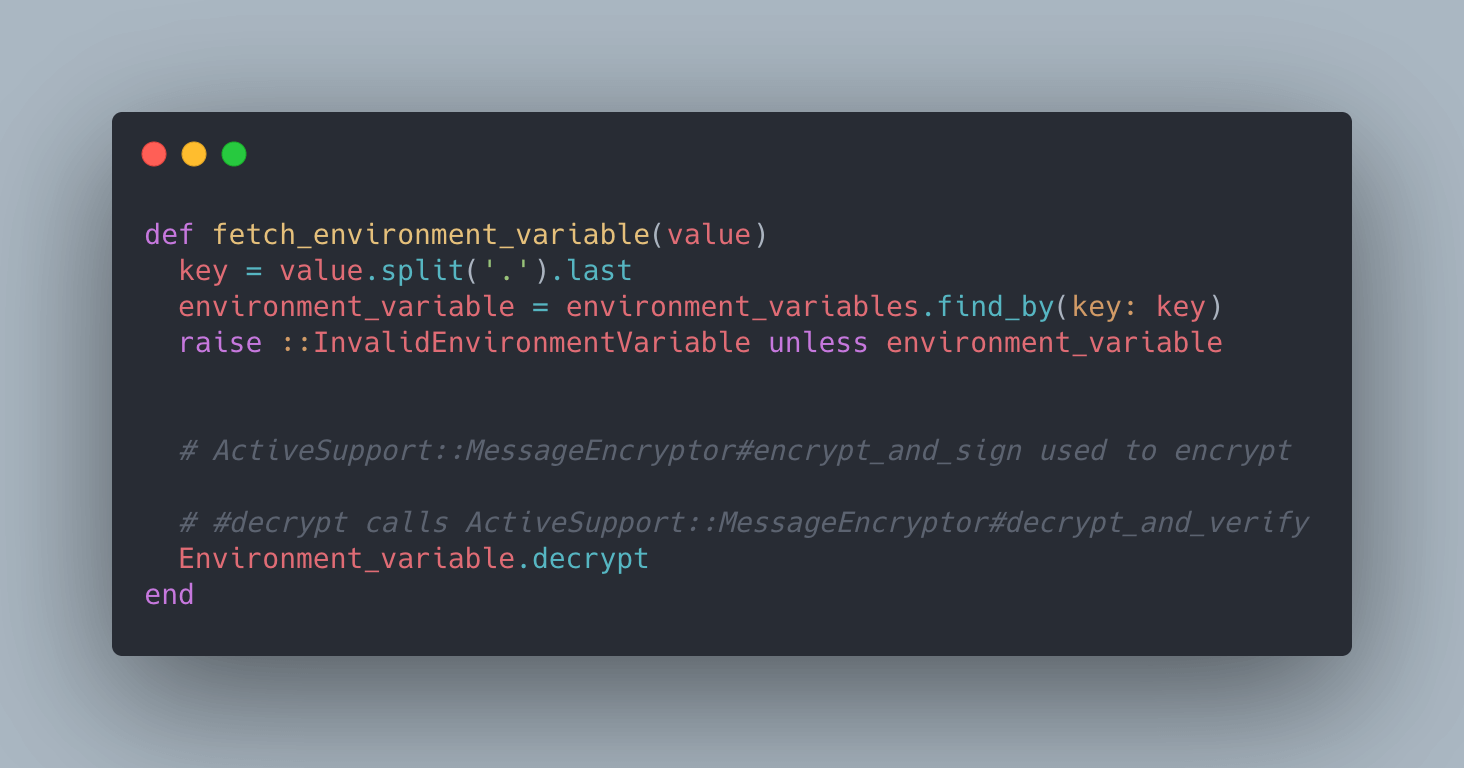 def fetch_environment_variable(value)
  key = value.split('.').last
  environment_variable = environment_variables.find_by(key: key)
  raise ::InvalidEnvironmentVariable unless environment_variable
  # ActiveSupport::MessageEncryptor#encrypt_and_sign used to encrypt
  # #decrypt calls ActiveSupport::MessageEncryptor#decrypt_and_verify
  Environment_variable.decrypt
end